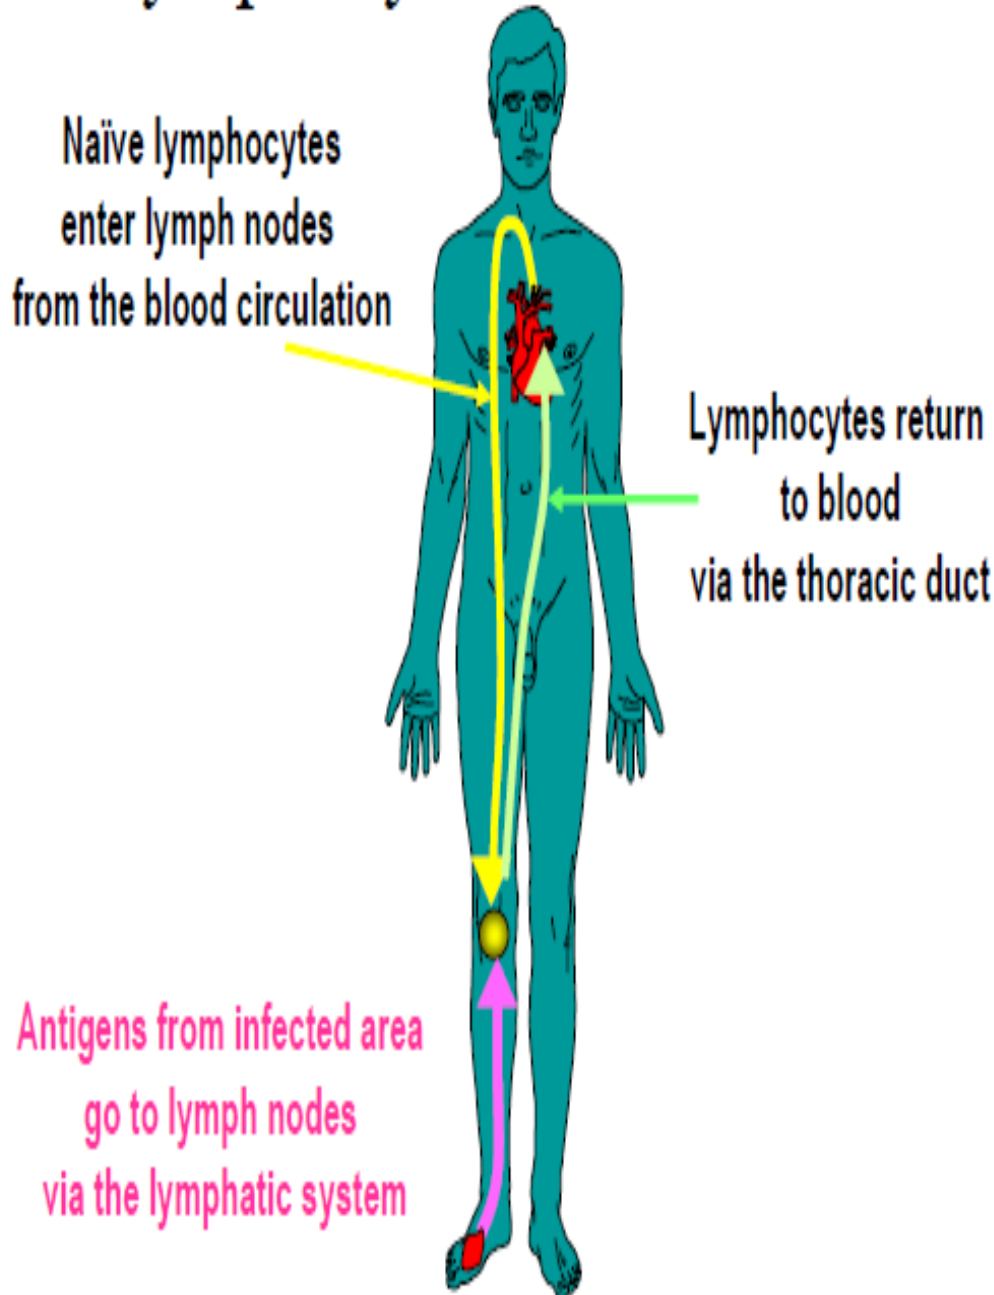 Naïve lymphocytes
enter lymph nodes
from the blood circulation
Lymphocytes return
to blood
via the thoracic duct
Antigens from infected area
go to lymph nodes
via the lymphatic system